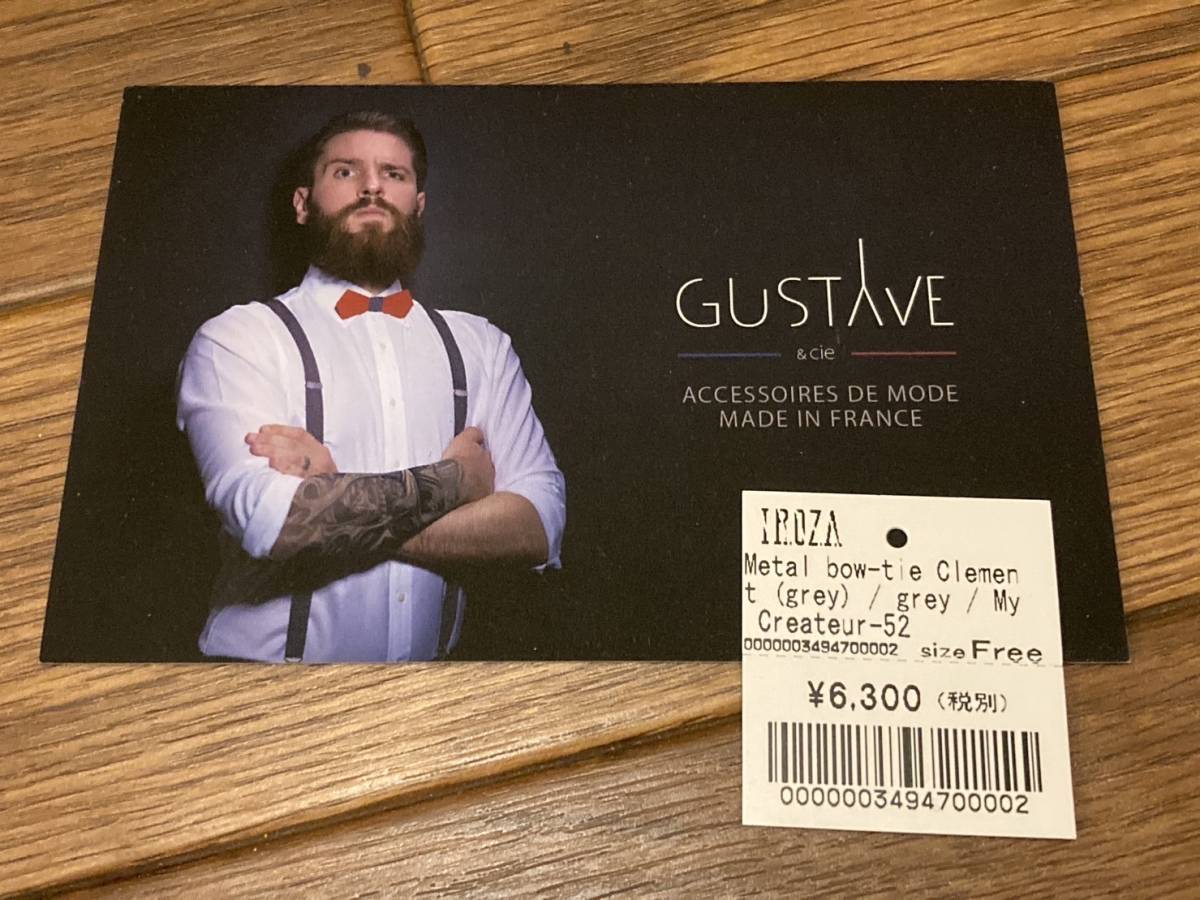 GUSTAVE
& cie
ACCESSOIRES DE MODE
MADE IN FRANCE
IROZA
Metal bow-tie Clemen
t (grey) / grey / My
Createur-52
0000003494700002 size Free
¥6,300 (税別)
0000003494700002